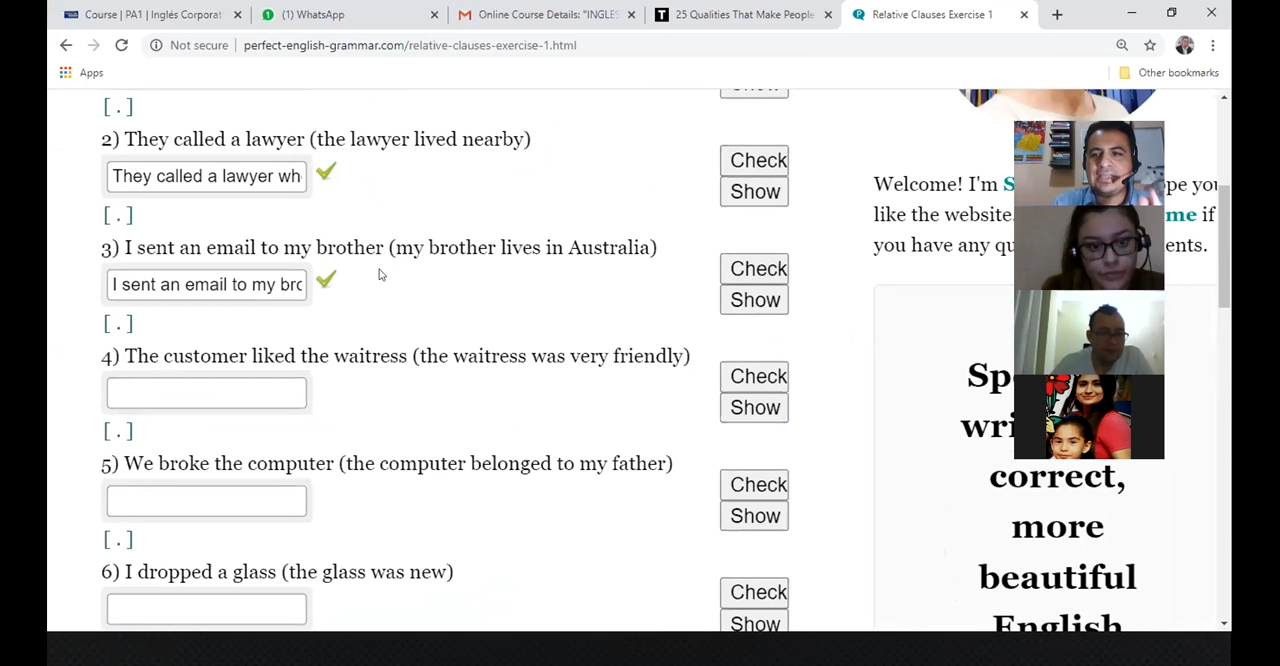 Course | PA1 | Inglés Corporat
(1) WhatsApp
Online Course Details: "INGLES
25 Qualities That Make People
Relative Clauses Exercise 1
Not secure
perfect-english-grammar.com/relative-clauses-exercise-1.html
Apps
Other bookmarks
Show
[ . ]
2) They called a lawyer (the lawyer lived nearby)
Check
They called a lawyer wh
Show
[ . ]
3) I sent an email to my brother (my brother lives in Australia)
Check
I sent an email to my bro
Show
[ . ]
4) The customer liked the waitress (the waitress was very friendly)
Check
Show
[ . ]
5) We broke the computer (the computer belonged to my father)
Check
Show
[ . ]
6) I dropped a glass (the glass was new)
Check
Show
Welcome! I'm
like the website.
me if
you have any
correct,
more
beautiful
English